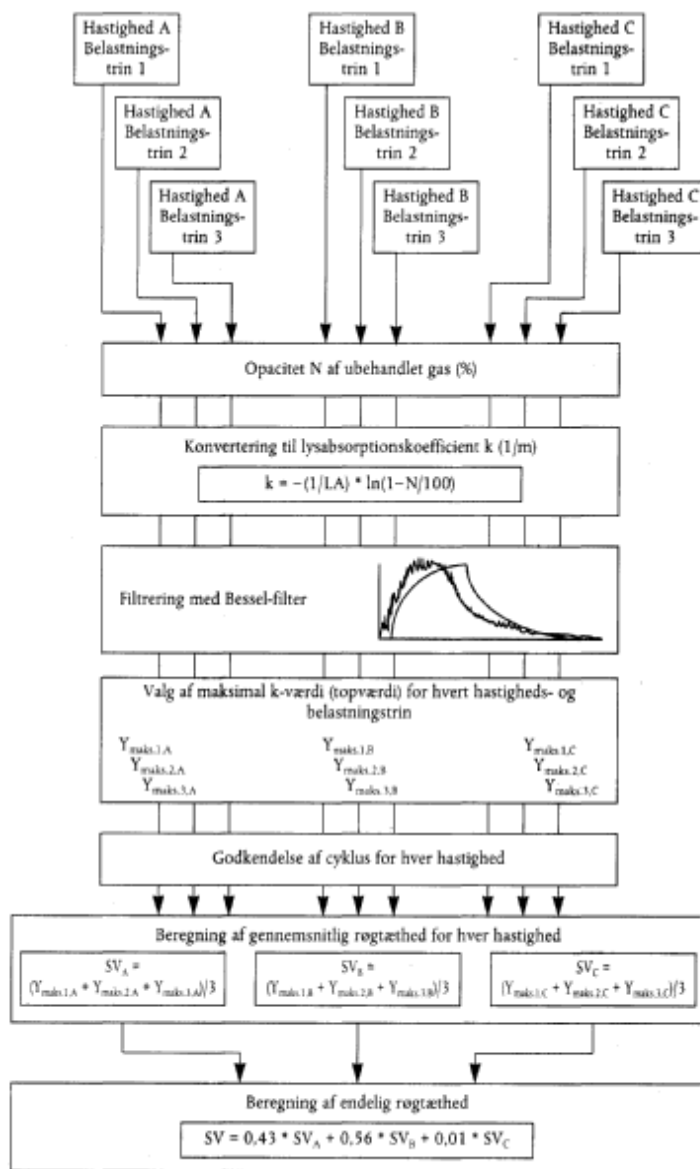 Hastighed A
Belastnings-
trin 1
Hastighed B
Belastnings-
trin 1
Hastighed C
Belastnings-
trin 1
Hastighed A
Belastnings-
trin 2
Hastighed B
Belastnings-
trin 2
Hastighed C
Belastnings-
trin 2
Hastighed A
Belastnings-
trin 3
Hastighed B
Belastnings-
trin 3
Hastighed C
Belastnings-
trin 3
Opacitet N af ubehandlet gas (%)
Konvertering til lysabsorptionskoefficient k (1/m)
k = −(1/LA) * ln(1−N/100)
Filtrering med Bessel-filter
Valg af maksimal k-værdi (topværdi) for hvert hastigheds- og
belastningstrin
Ymaks.1,A
Ymaks.2,A
Ymaks.3,A
Ymaks.1,B
Ymaks.2,B
Ymaks.3,B
Ymaks.1,C
Ymaks.2,C
Ymaks.3,C
Godkendelse af cyklus for hver hastighed
Beregning af gennemsnitlig røgtæthed for hver hastighed
SVA =
(Ymaks.1,A + Ymaks.2,A + Ymaks.3,A)/3
SVB =
(Ymaks.1,B + Ymaks.2,B + Ymaks.3,B)/3
SVC =
(Ymaks.1,C + Ymaks.2,C + Ymaks.3,C)/3
Beregning af endelig røgtæthed
SV = 0,43 * SVA + 0,56 * SVB + 0,01 * SVC